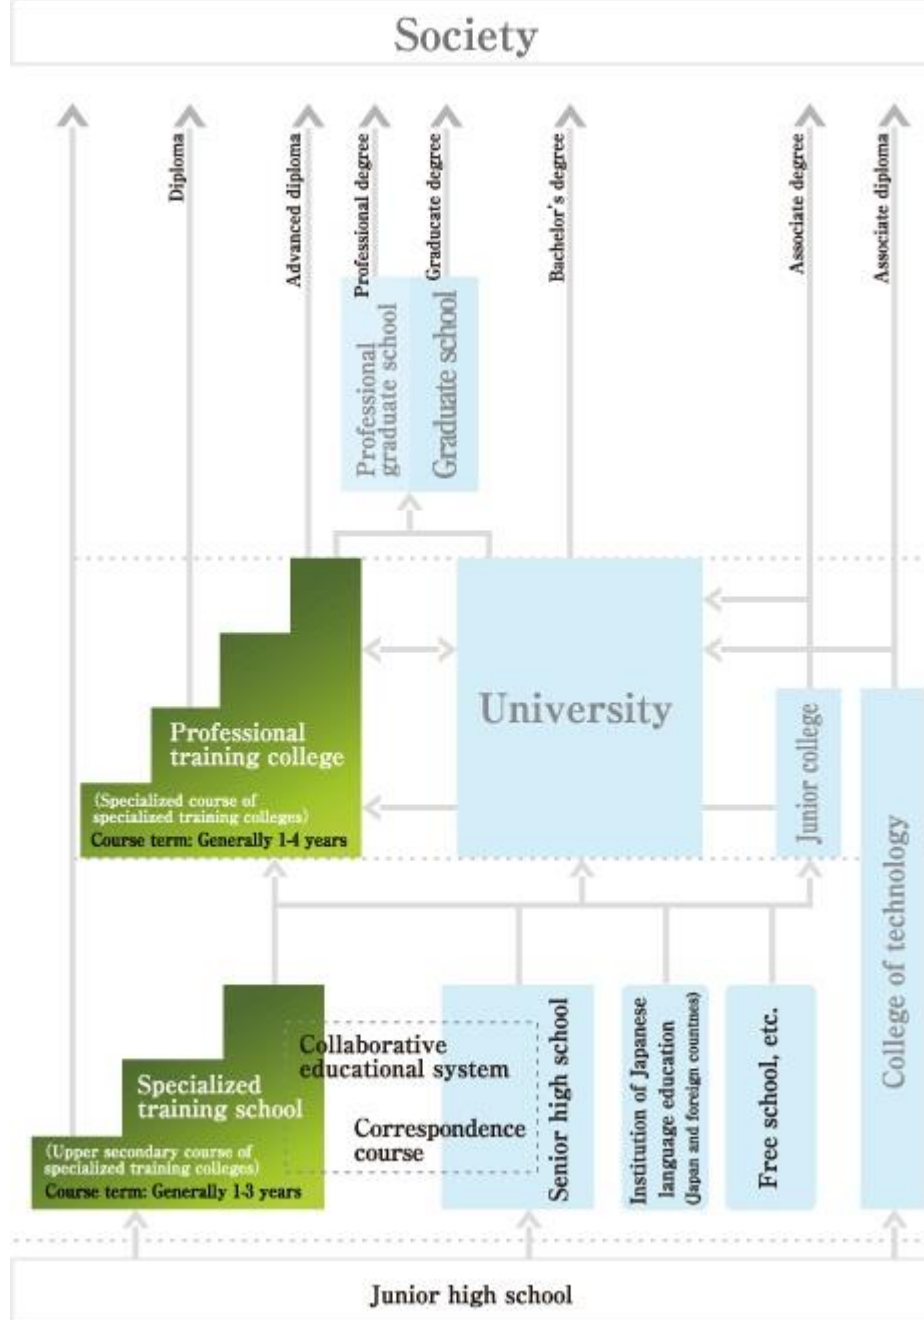 Society
Diploma
Advanced diploma
Professional degree
Graducate degree
Bachelor's degree
Associate degree
Associate diploma
Professional
graduate school
Graduate school
Professional
training college
(Specialized course of
specialized training colleges)
Course term: Generally 1-4 years
University
Junior college
College of technology
Specialized
training school
(Upper secondary course of
specialized training colleges)
Course term: Generally 1-3 years
Collaborative
educational system
Correspondence
course
Senior high school
Institution of Japanese
language education
(Japan and foreign countnes)
Free school, etc.
Junior high school